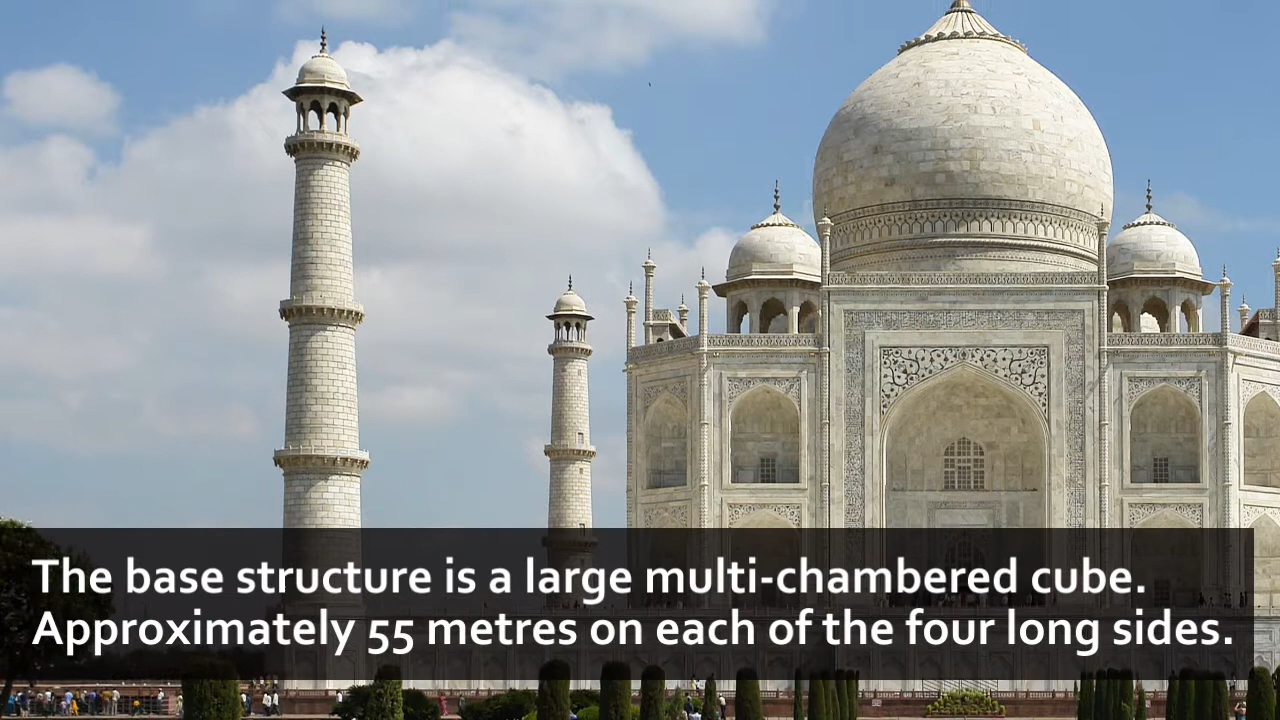 The base structure is a large multi-chambered cube.
Approximately 55 metres on each of the four long sides.